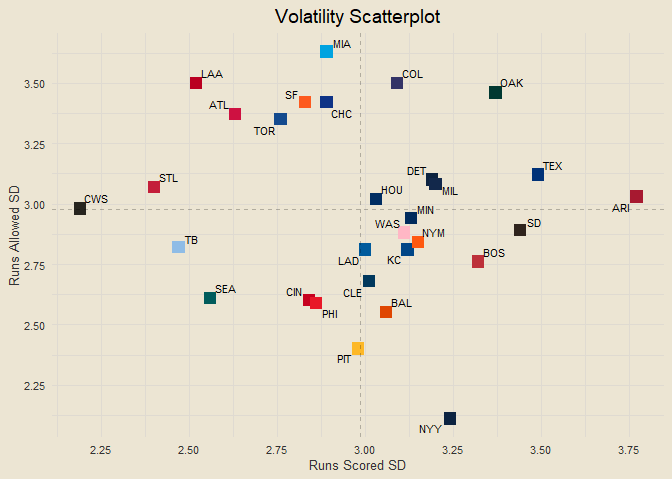 Volatility Scatterplot
MIA
LAA
COL
3.50
OAK
SF
ATL
CHC
TOR
3.25
DET
TEX
STL
MIL
HOU
CWS
3.00
ARI
MIN
WAS
SD
NYM
TB
BOS
LAD
KC
2.75
SEA
CIN
CLE
BAL
PHI
2.50
PIT
2.25
NYY
Runs Allowed SD
2.25 2.50 2.75 3.00 3.25 3.50 3.75
Runs Scored SD